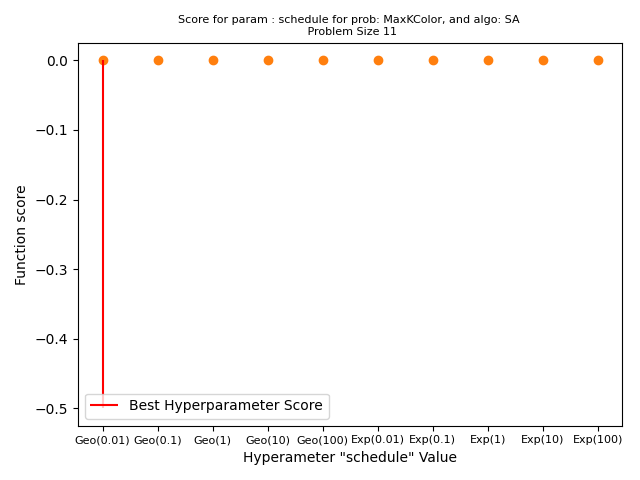 Score for param : schedule for prob: MaxKColor, and algo: SA
Problem Size 11
0.0
−0.1
−0.2
−0.3
−0.4
−0.5
Function score
Best Hyperparameter Score
Geo(0.01) Geo(0.1) Geo(1) Geo(10) Geo(100) Exp(0.01) Exp(0.1) Exp(1) Exp(10) Exp(100)
Hyperameter "schedule" Value